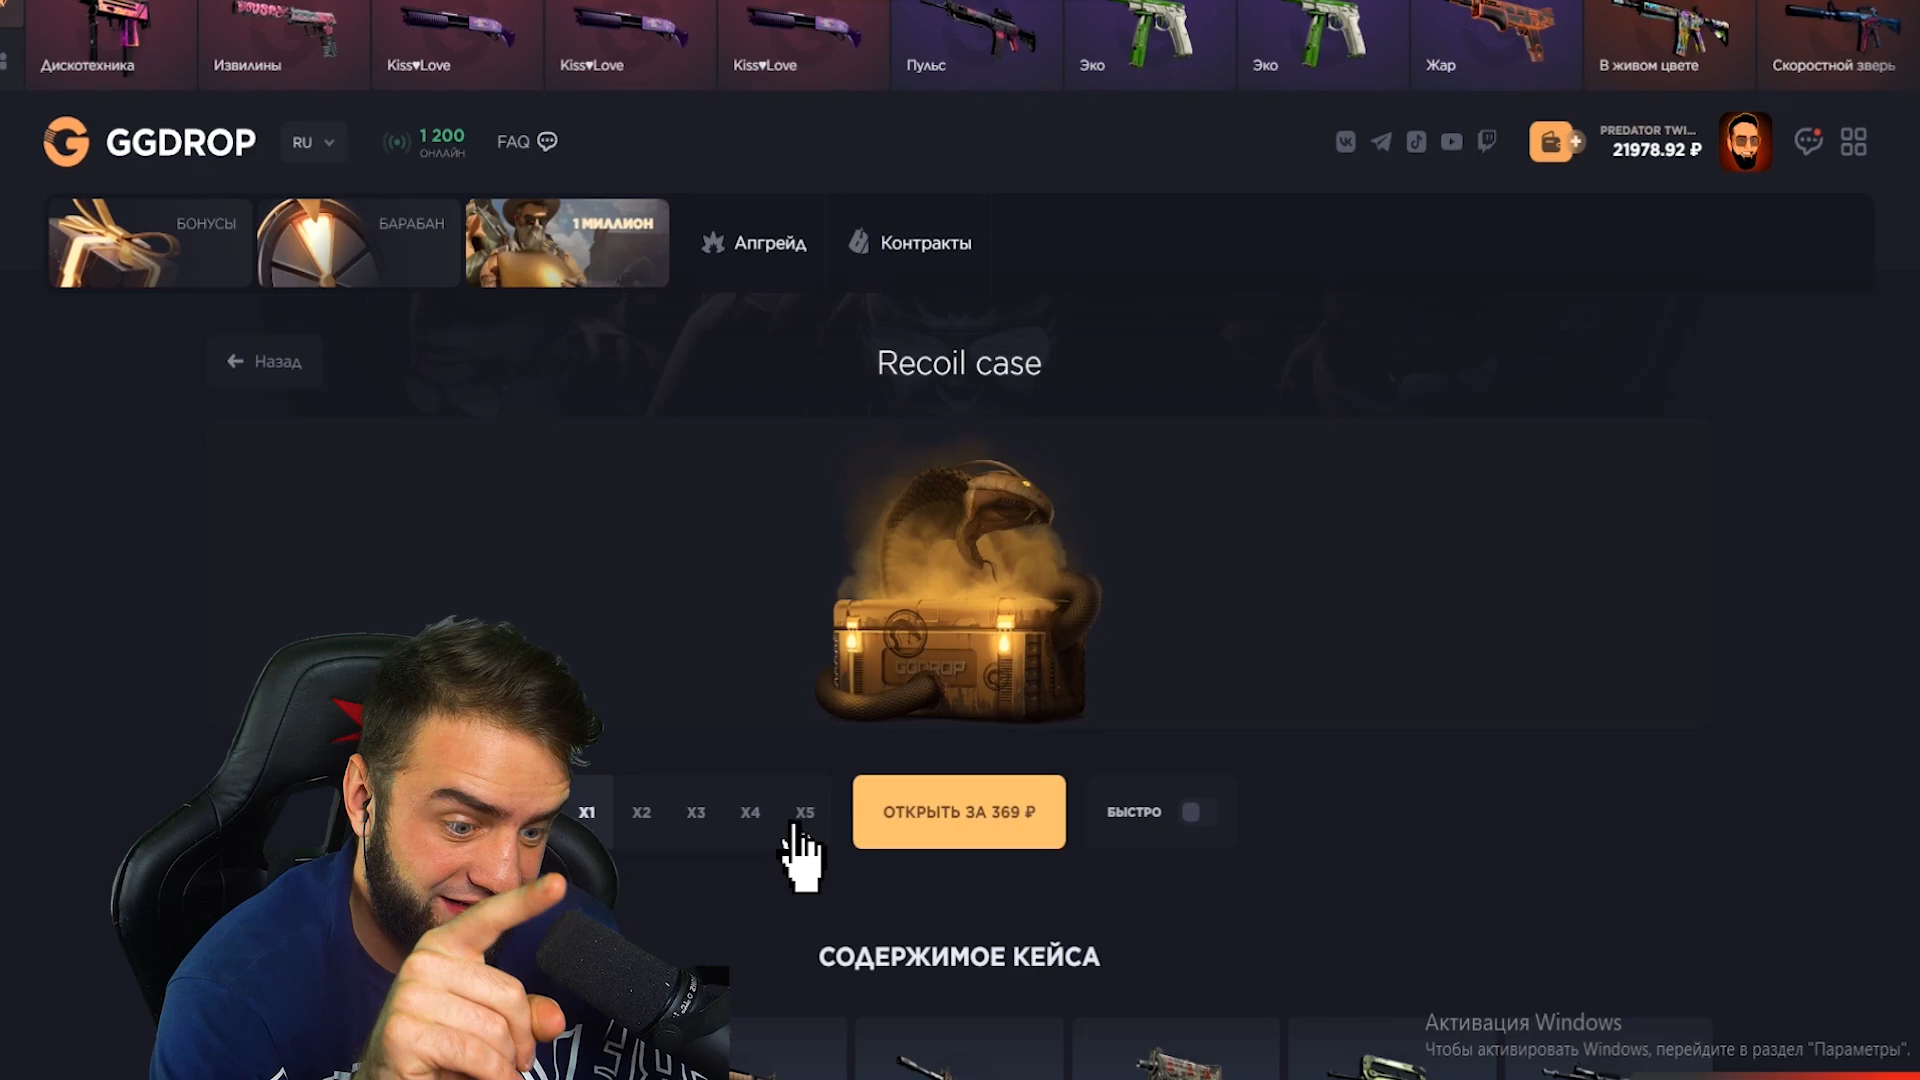 Дискотехника
Извилины
Kiss♥Love
Kiss♥Love
Kiss♥Love
Пульс
Эко
Эко
Жар
В живом цвете
Скоростной зверь
GGDROP
RU
1 200
ОНЛАЙН
FAQ
PREDATOR TWI...
21978.92 ₽
БОНУСЫ
БАРАБАН
1 МИЛЛИОН
Апгрейд
Контракты
Назад
Recoil case
GGDROP
X1
X2
X3
X4
X5
ОТКРЫТЬ ЗА 369 ₽
БЫСТРО
СОДЕРЖИМОЕ КЕЙСА
Активация Windows
Чтобы активировать Windows, перейдите в раздел "Параметры".